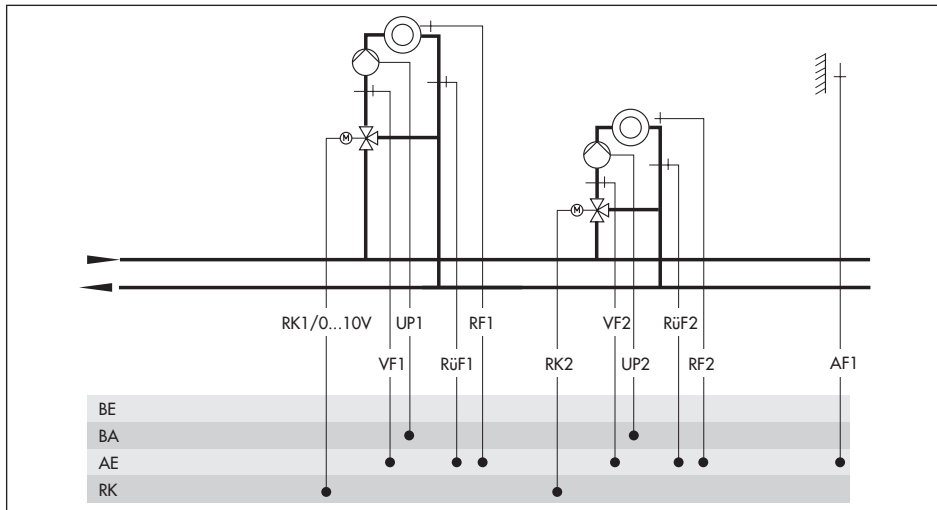 M
M
RK1/0...10V UP1 RF1 VF2 RüF2
VF1 RüF1 RK2 UP2 RF2 AF1
BE
BA
AE
RK